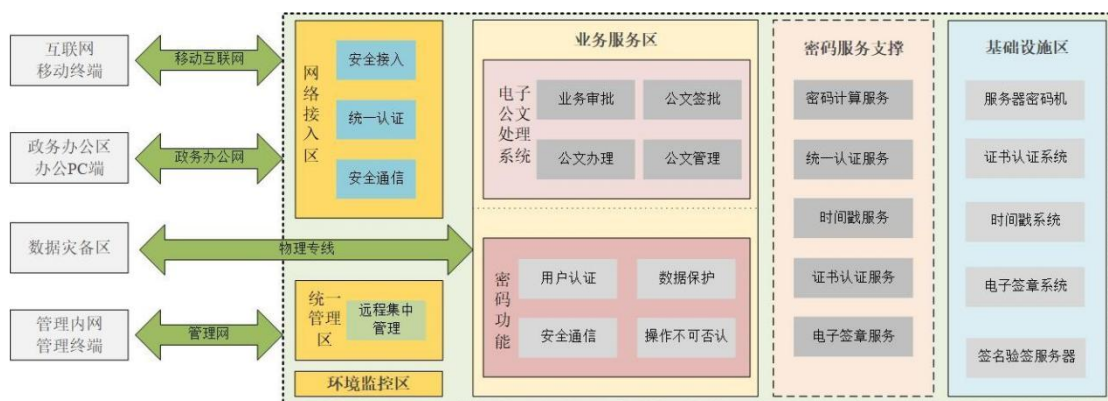 互联网
移动终端
移动互联网
政务办公区
办公PC端
政务办公网
数据灾备区
物理专线
管理内网
管理终端
管理网
网络接入区
安全接入
统一认证
安全通信
统一
管理
区
远程集中
管理
环境监控区
业务服务区
电子
公文
处理
系统
业务审批
公文签批
公文办理
公文管理
密码功能
用户认证
数据保护
安全通信
操作不可否认
密码服务支撑
密码计算服务
统一认证服务
时间戳服务
证书认证服务
电子签章服务
基础设施区
服务器密码机
证书认证系统
时间戳系统
电子签章系统
签名验签服务器